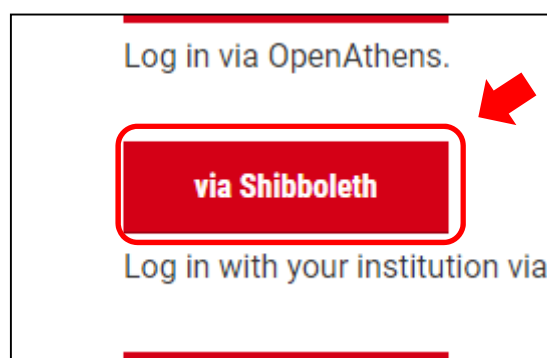 Log in via OpenAthens.
via Shibboleth
Log in with your institution via